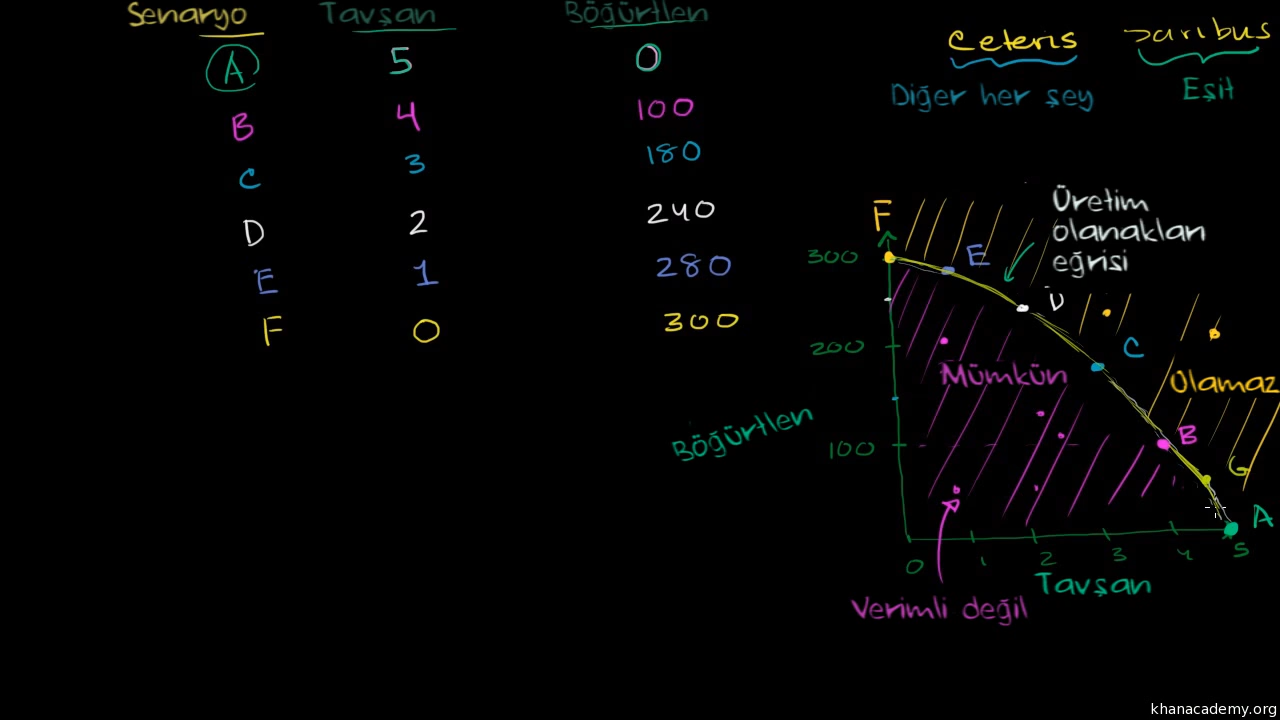 Senaryo Tavşan Böğürtlen
A 5 0
B 4 100
C 3 180
D 2 240
E 1 280
F 0 300
Ceteris paribus
Diğer her şey Eşit
Üretim
olanakları
eğrisi
F
300
E
D
200
C
Mümkün
Olamaz
Böğürtlen
100
B
G
A
0 1 2 3 4 5
Tavşan
Verimli değil
khanacademy.org